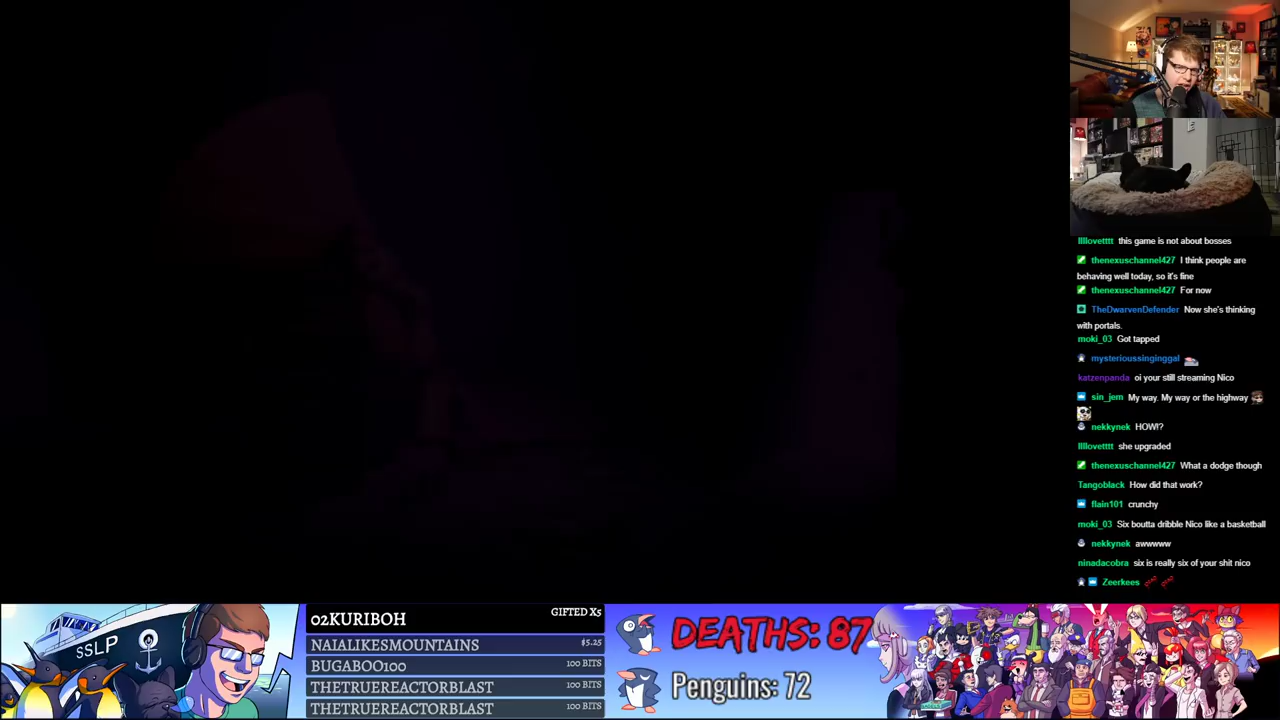 llllovetttt this game is not about bosses
thenexuschannel427 I think people are
behaving well today, so it's fine
thenexuschannel427 For now
TheDwarvenDefender Now she's thinking
with portals.
moki_03 Got tapped
mysterioussinginggal
katzenpanda oi your still streaming Nico
sin_jem My way. My way or the highway
nekkynek HOW!?
llllovetttt she upgraded
thenexuschannel427 What a dodge though
Tangoblack How did that work?
flain101 crunchy
moki_03 Six boutta dribble Nico like a basketball
nekkynek awwwww
ninadacobra six is really six of your shit nico
Zeerkees
SSLP
02KURIBOH GIFTED X5
NAIALIKESMOUNTAINS $5.25
BUGABOO100 100 BITS
THETRUEREACTORBLAST 100 BITS
THETRUEREACTORBLAST 100 BITS
DEATHS: 87
Penguins: 72